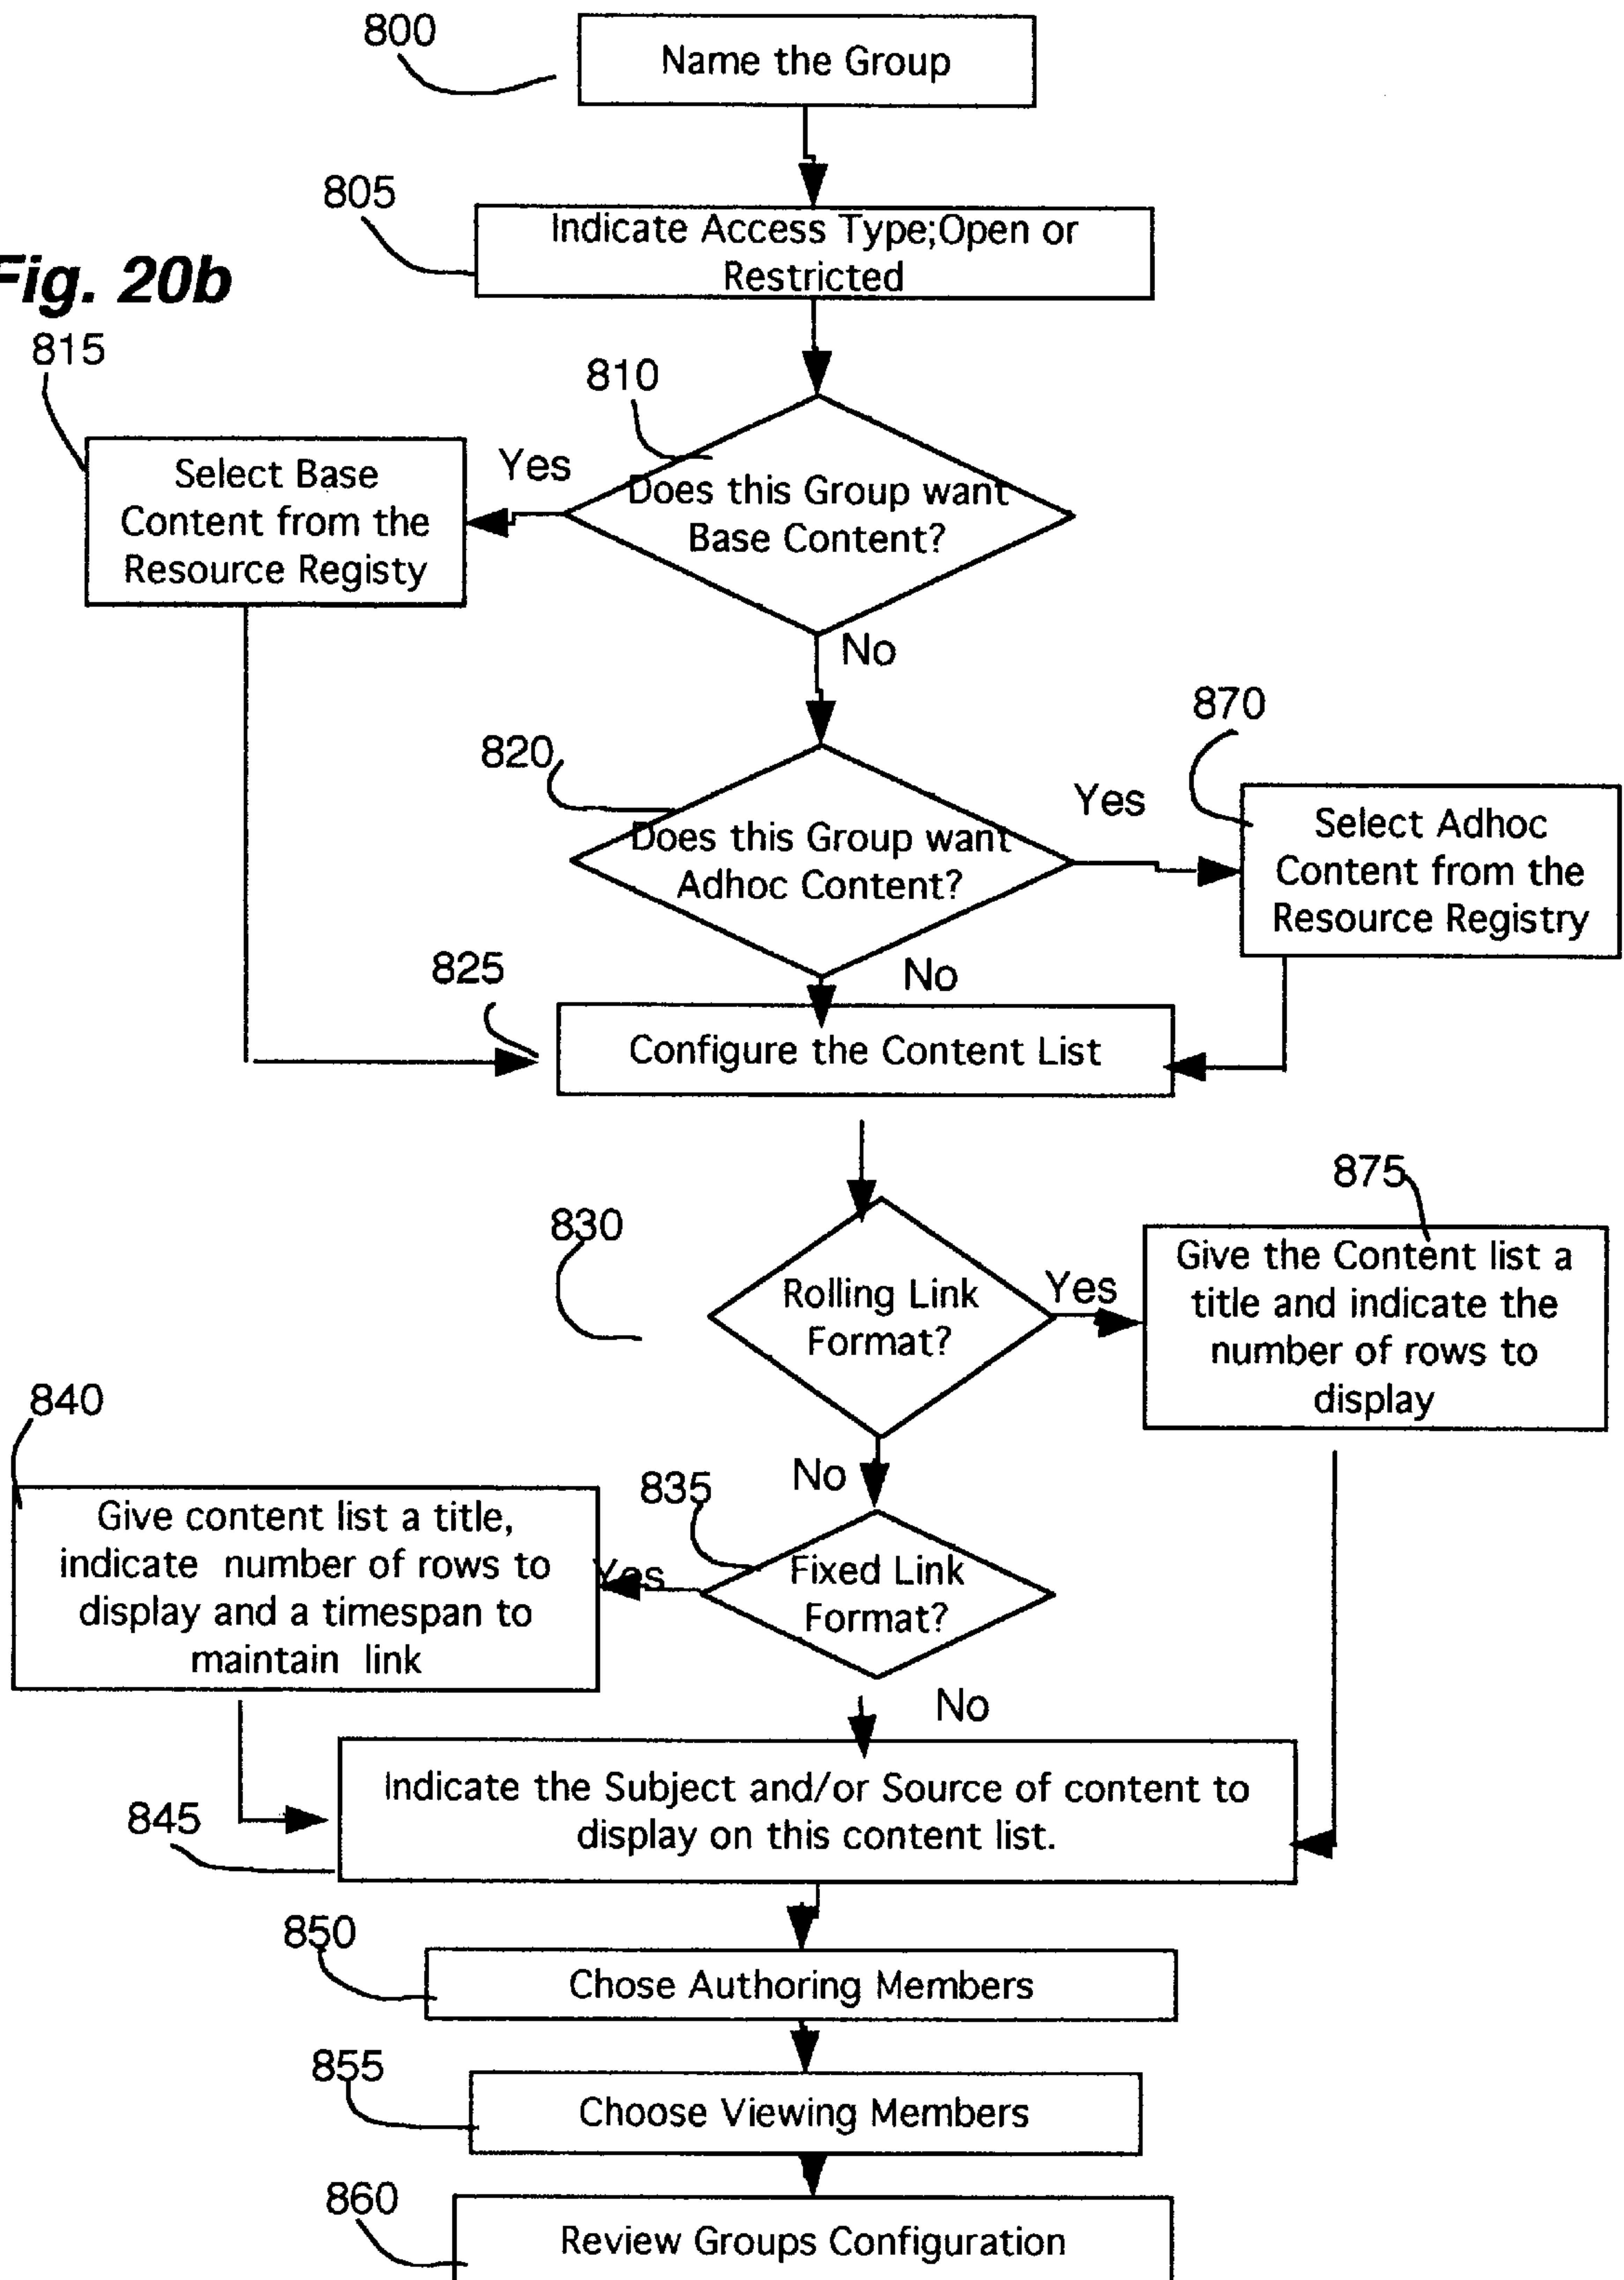 800
Name the Group
805
Indicate Access Type;Open or
Restricted
Fig. 20b
815
810
Select Base
Content from the
Resource Registy
Yes
Does this Group want
Base Content?
No
870
820
Yes
Does this Group want
Adhoc Content?
Select Adhoc
Content from the
Resource Registry
825
No
Configure the Content List
875
830
Rolling Link
Format?
Yes
Give the Content list a
title and indicate the
number of rows to
display
840
No
835
Give content list a title,
indicate number of rows to
display and a timespan to
maintain link
Yes
Fixed Link
Format?
No
Indicate the Subject and/or Source of content to
display on this content list.
845
850
Chose Authoring Members
855
Choose Viewing Members
860
Review Groups Configuration